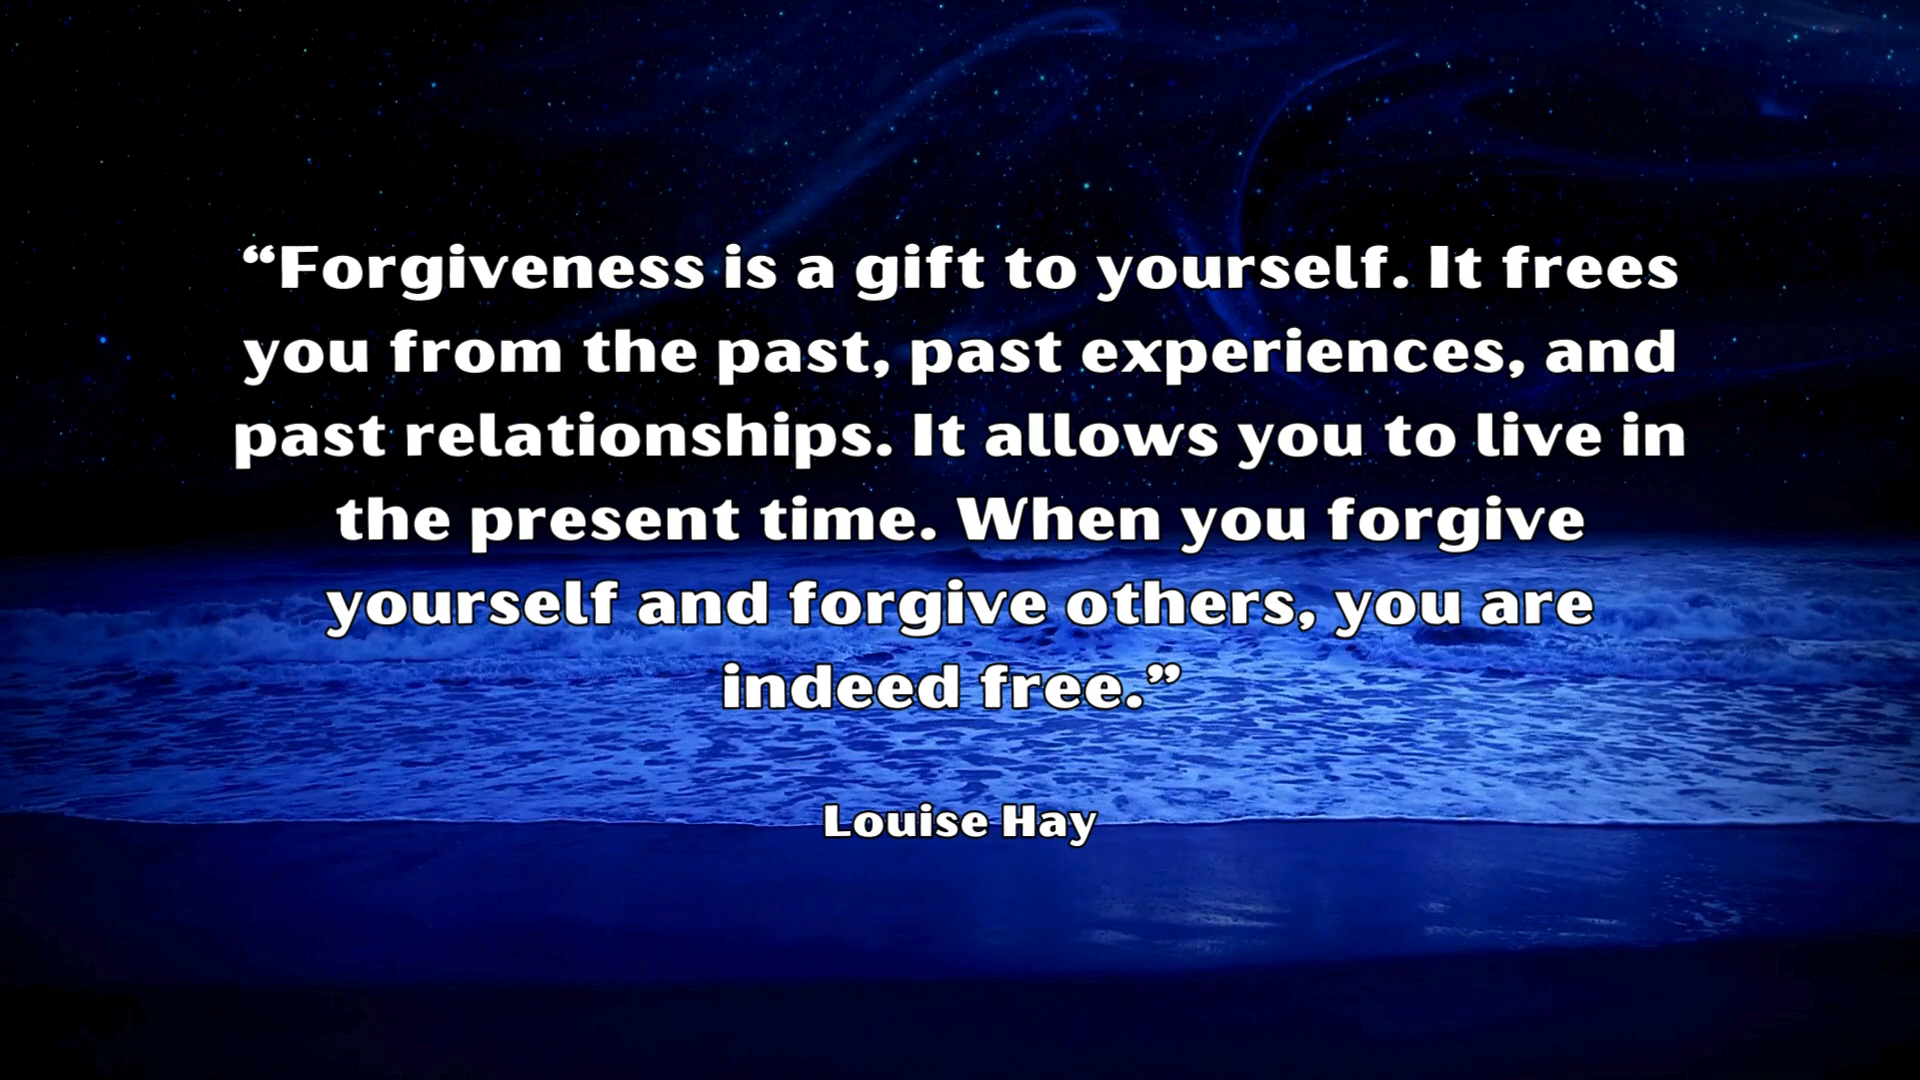 “Forgiveness is a gift to yourself. It frees
you from the past, past experiences, and
past relationships. It allows you to live in
the present time. When you forgive
yourself and forgive others, you are
indeed free.”
Louise Hay